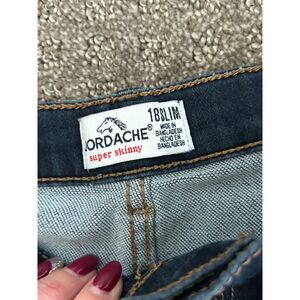 JORDACHE®
super skinny
18SLIM
MADE IN
BANGLADESH
HECHO EN
BANGLADESH